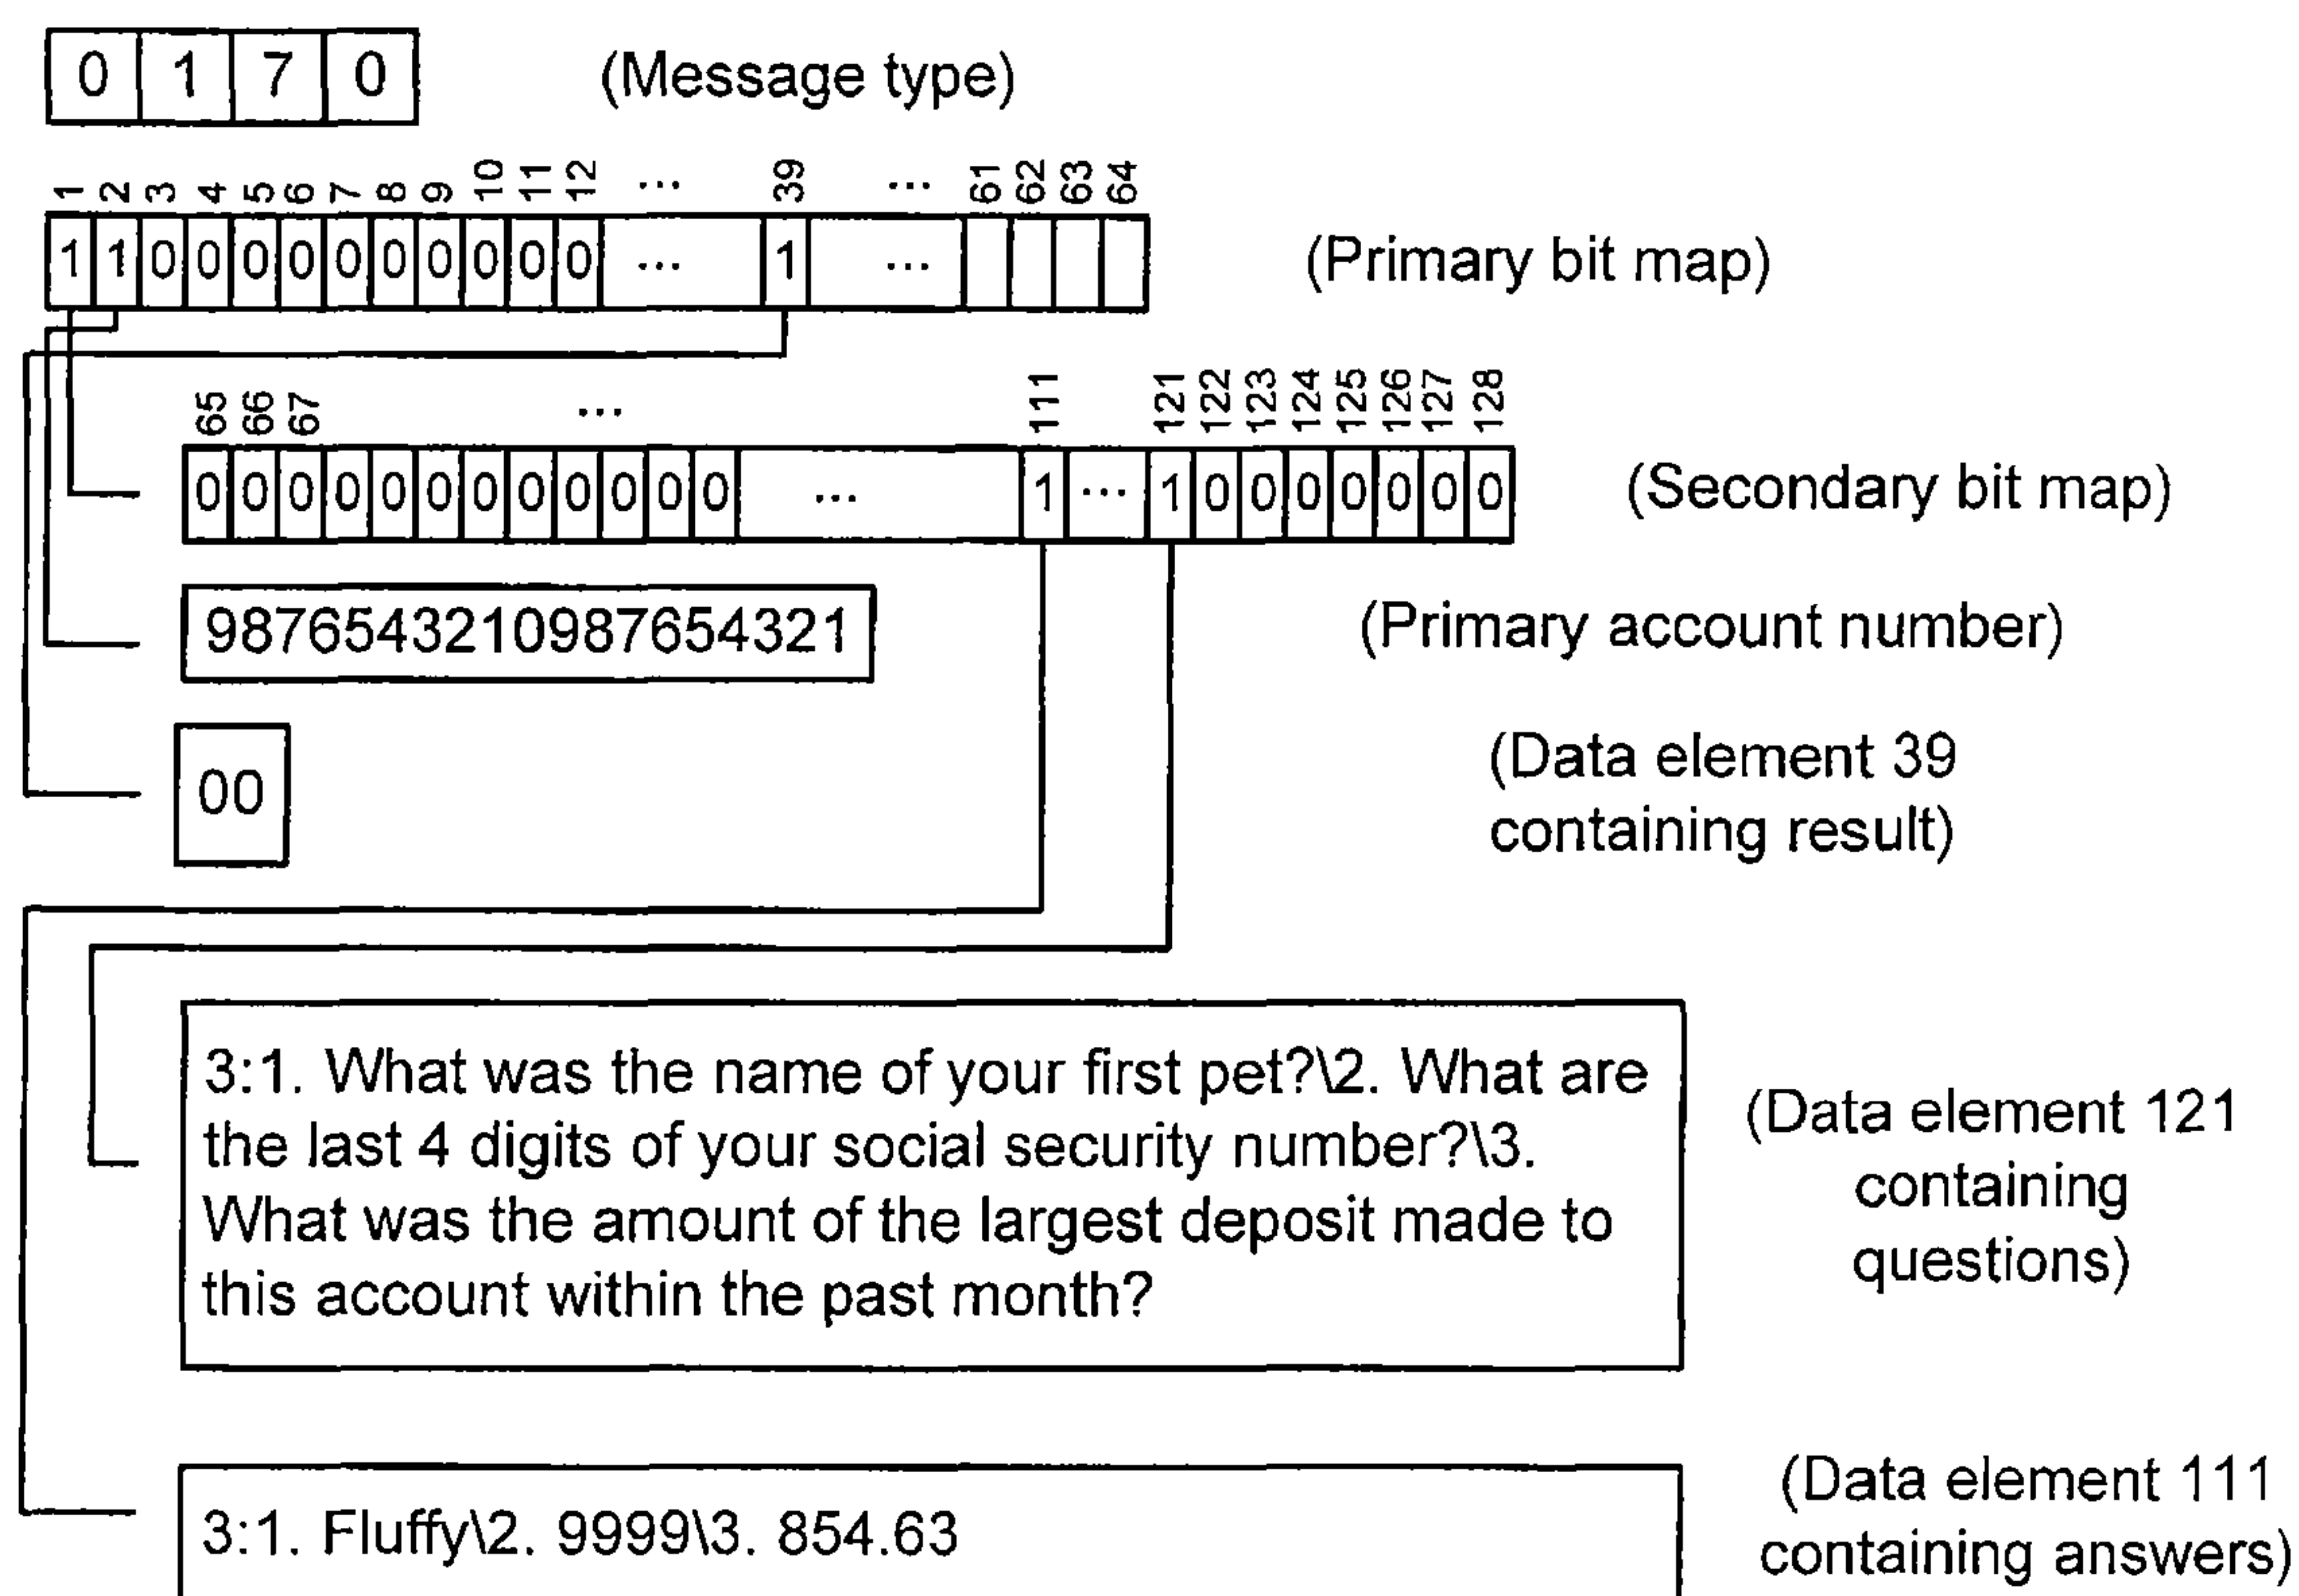 0 1 7 0 (Message type)
1 2 3 4 5 6 7 8 9 10 11 12 ... 39 ... 61 62 63 64
1 1 0 0 0 0 0 0 0 0 0 0 ... 1 ... (Primary bit map)
65 66 67 ... 111 121 122 123 124 125 126 127 128
0 0 0 0 0 0 0 0 0 0 0 0 ... 1 ... 1 0 0 0 0 0 0 0 (Secondary bit map)
9876543210987654321 (Primary account number)
00
(Data element 39
containing result)
3:1. What was the name of your first pet?\2. What are
the last 4 digits of your social security number?\3.
What was the amount of the largest deposit made to
this account within the past month?
(Data element 121
containing
questions)
3:1. Fluffy\2. 9999\3. 854.63
(Data element 111
containing answers)